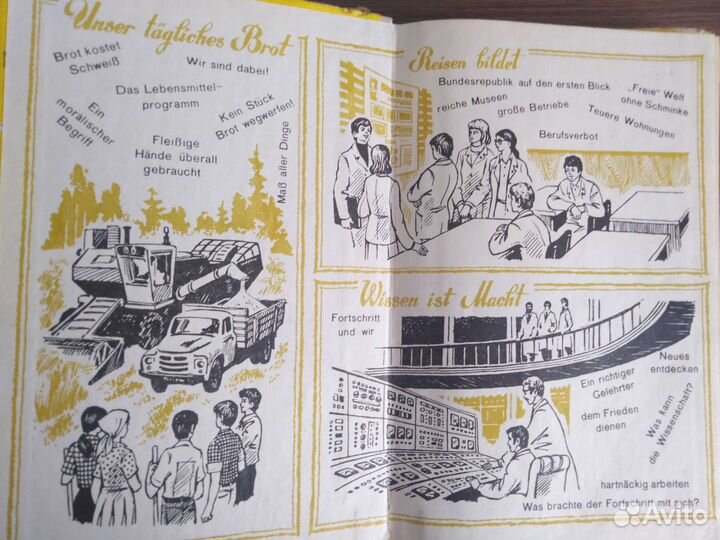 Unser tägliches Brot
Brot kostet
Schweiß
Wir sind dabei!
Das Lebensmittel-
programm
Ein
moralischer
Begriff
Fleißige
Hände überall
gebraucht
Kein Stück
Brot wegwerfen!
Maß aller Dinge
Reisen bildet
Bundesrepublik auf den ersten Blick
„Freie" Welt
ohne Schminke
reiche Museen
große Betriebe
Teuere Wohnungen
Berufsverbot
Wissen ist Macht
Fortschritt
und wir
Neues
entdecken
Ein richtiger
Gelehrter
dem Frieden
dienen
Was kann
die Wissenschaft?
hartnäckig arbeiten
Was brachte der Fortschritt mit sich?
Avito